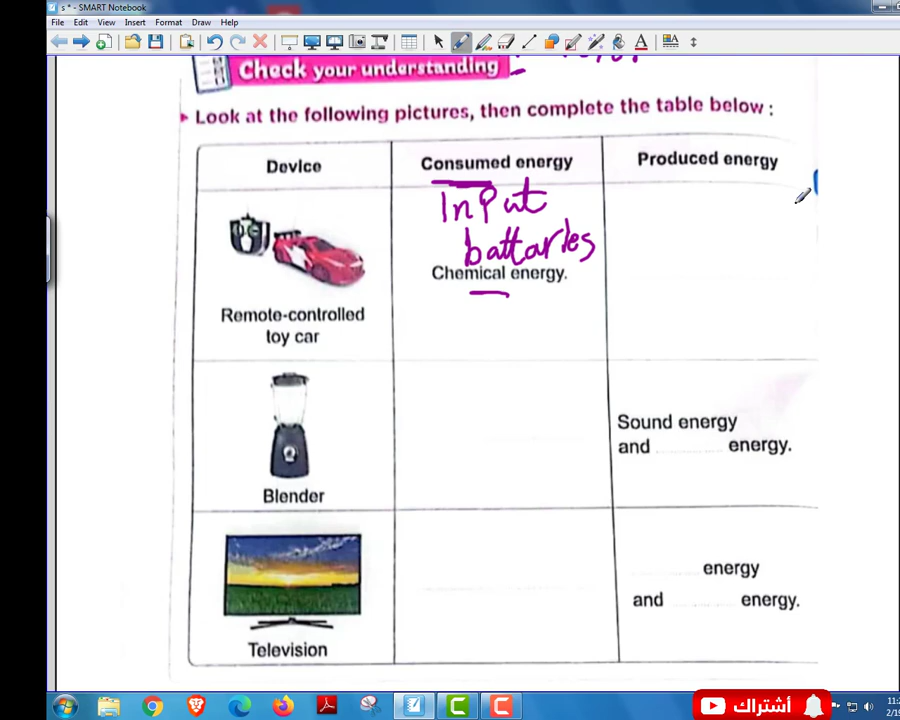 s * - SMART Notebook
File Edit View Insert Format Draw Help
Check your understanding
Look at the following pictures, then complete the table below :
Device Consumed energy Produced energy
Input
battaries
Chemical energy.
Remote-controlled
toy car
Sound energy
and energy.
Blender
energy
and energy.
Television
أشتراك